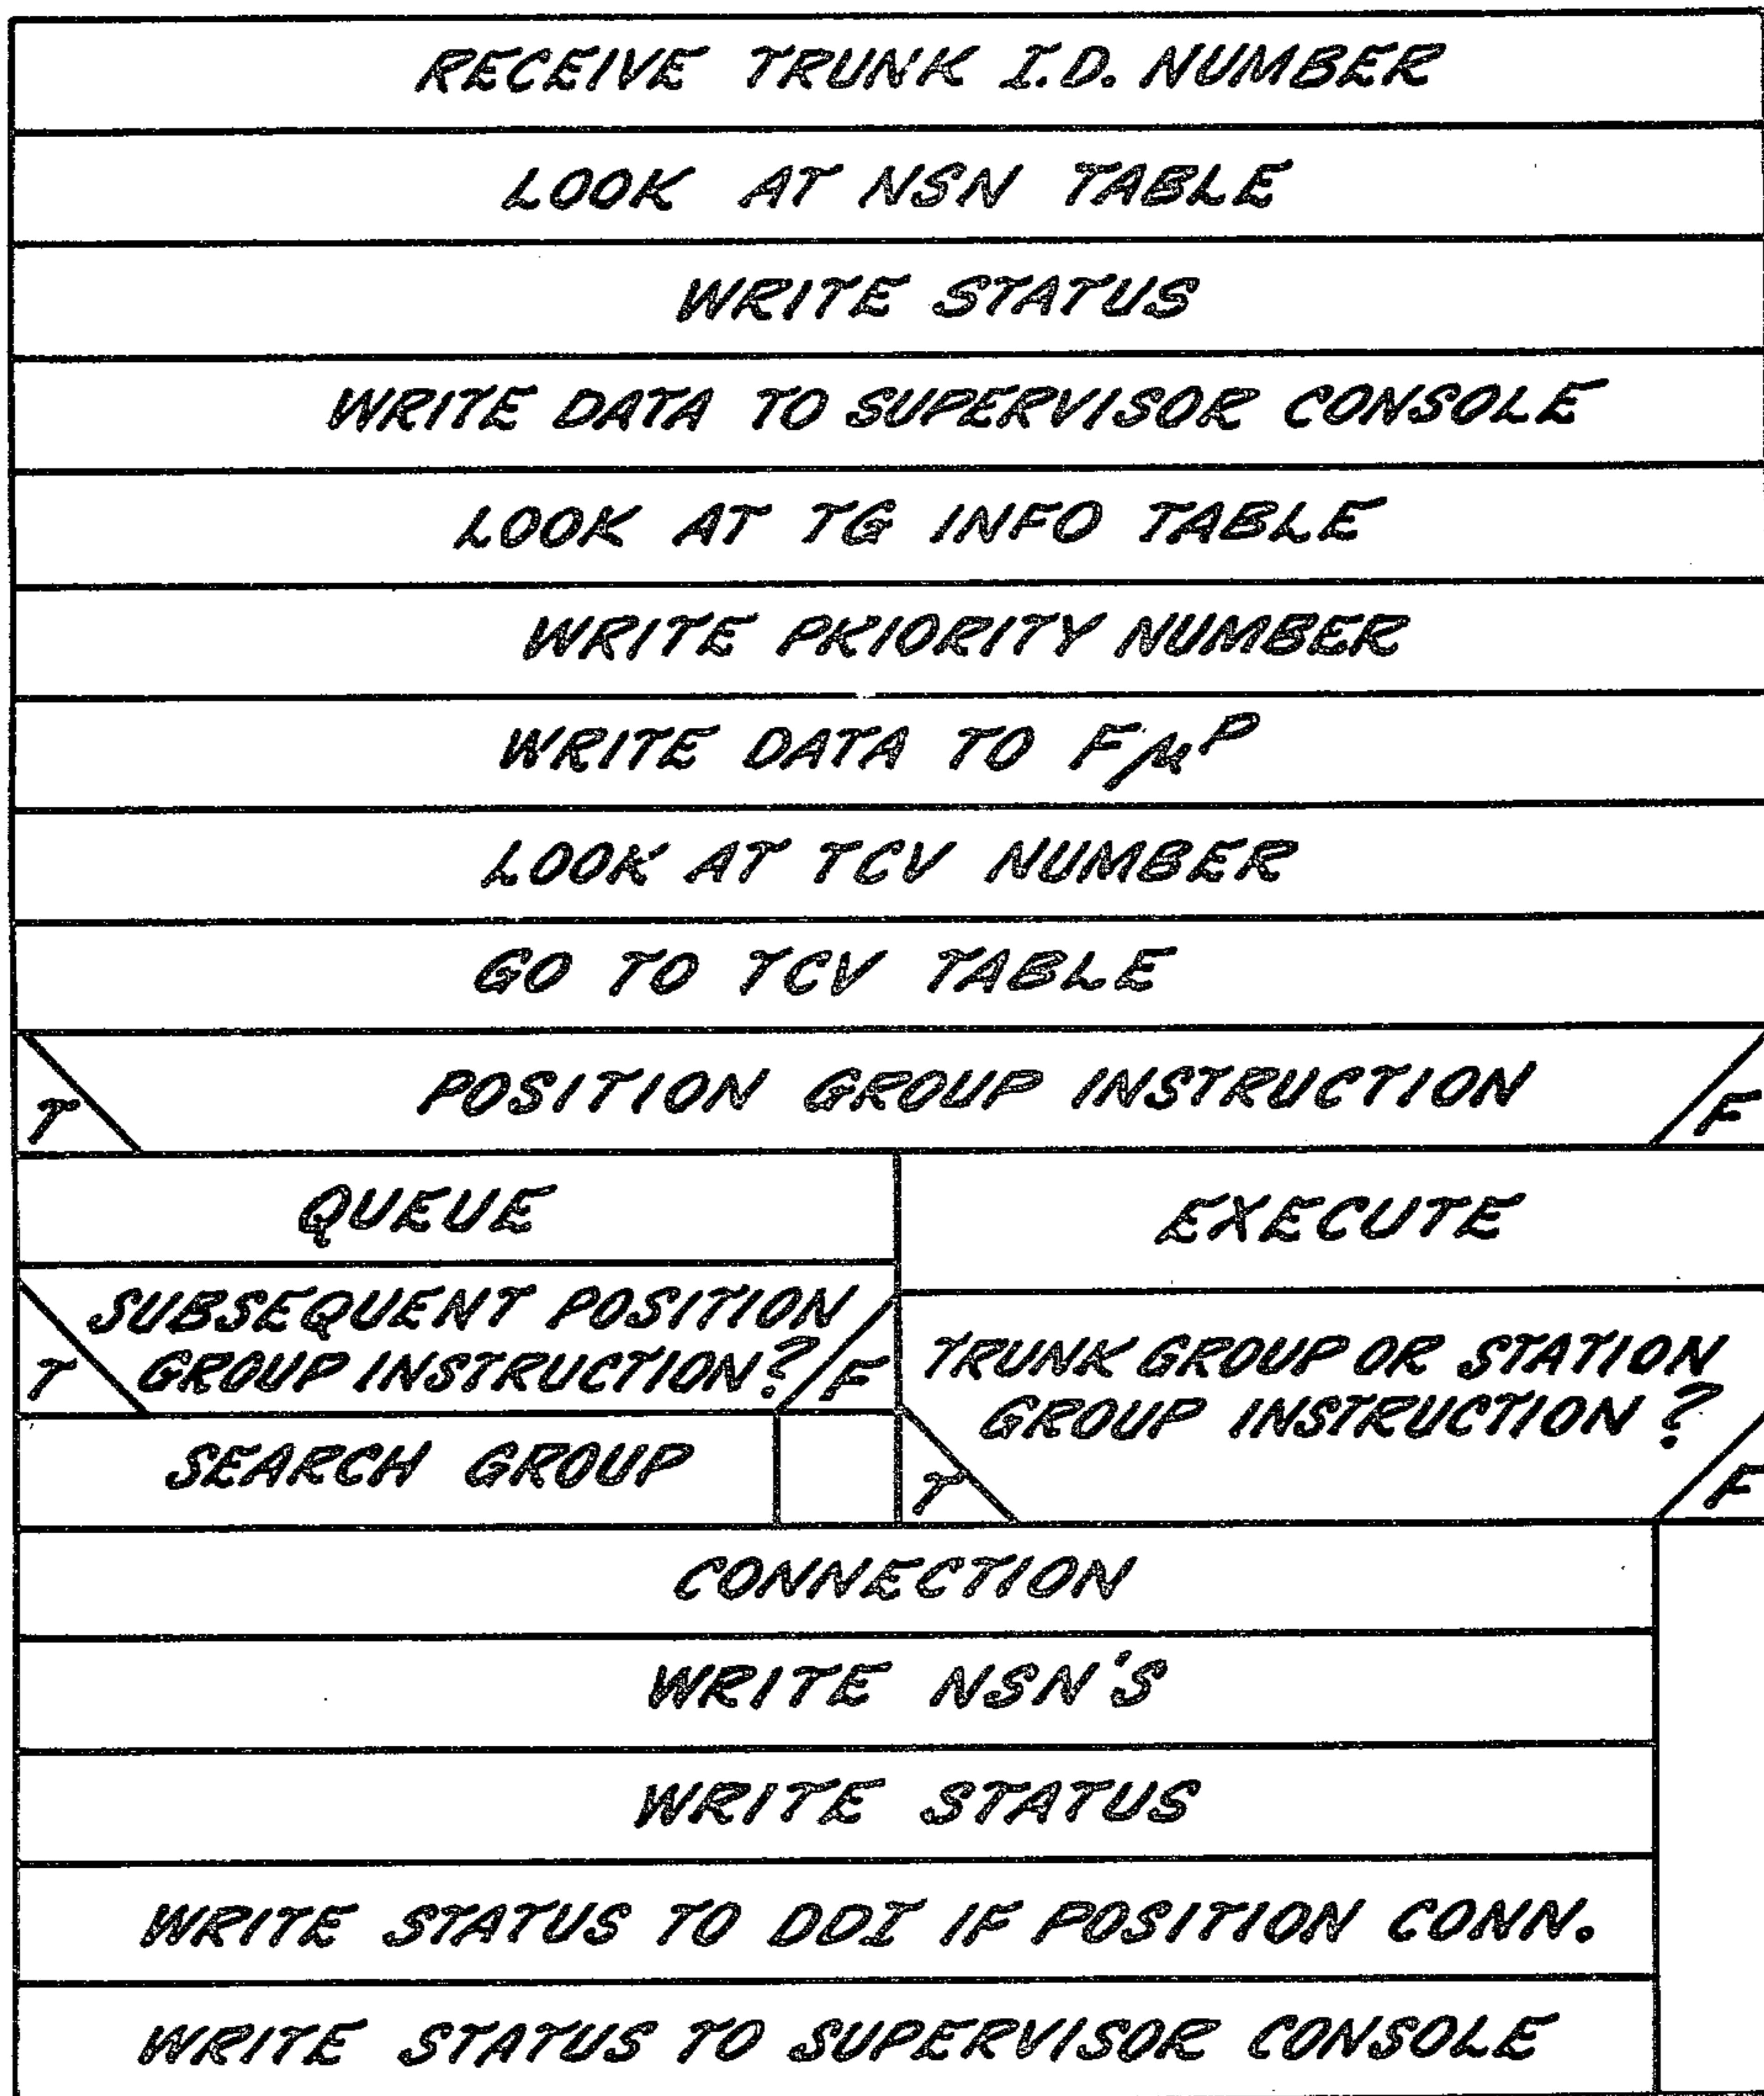 RECEIVE TRUNK I.D. NUMBER
LOOK AT NSN TABLE
WRITE STATUS
WRITE DATA TO SUPERVISOR CONSOLE
LOOK AT TG INFO TABLE
WRITE PKIORITY NUMBER
WRITE DATA TO FμP
LOOK AT TCV NUMBER
GO TO TCV TABLE
T POSITION GROUP INSTRUCTION F
QUEUE
EXECUTE
SUBSEQUENT POSITION
T GROUP INSTRUCTION? F
TRUNK GROUP OR STATION
GROUP INSTRUCTION?
T F
SEARCH GROUP
CONNECTION
WRITE NSN'S
WRITE STATUS
WRITE STATUS TO DDI IF POSITION CONN.
WRITE STATUS TO SUPERVISOR CONSOLE